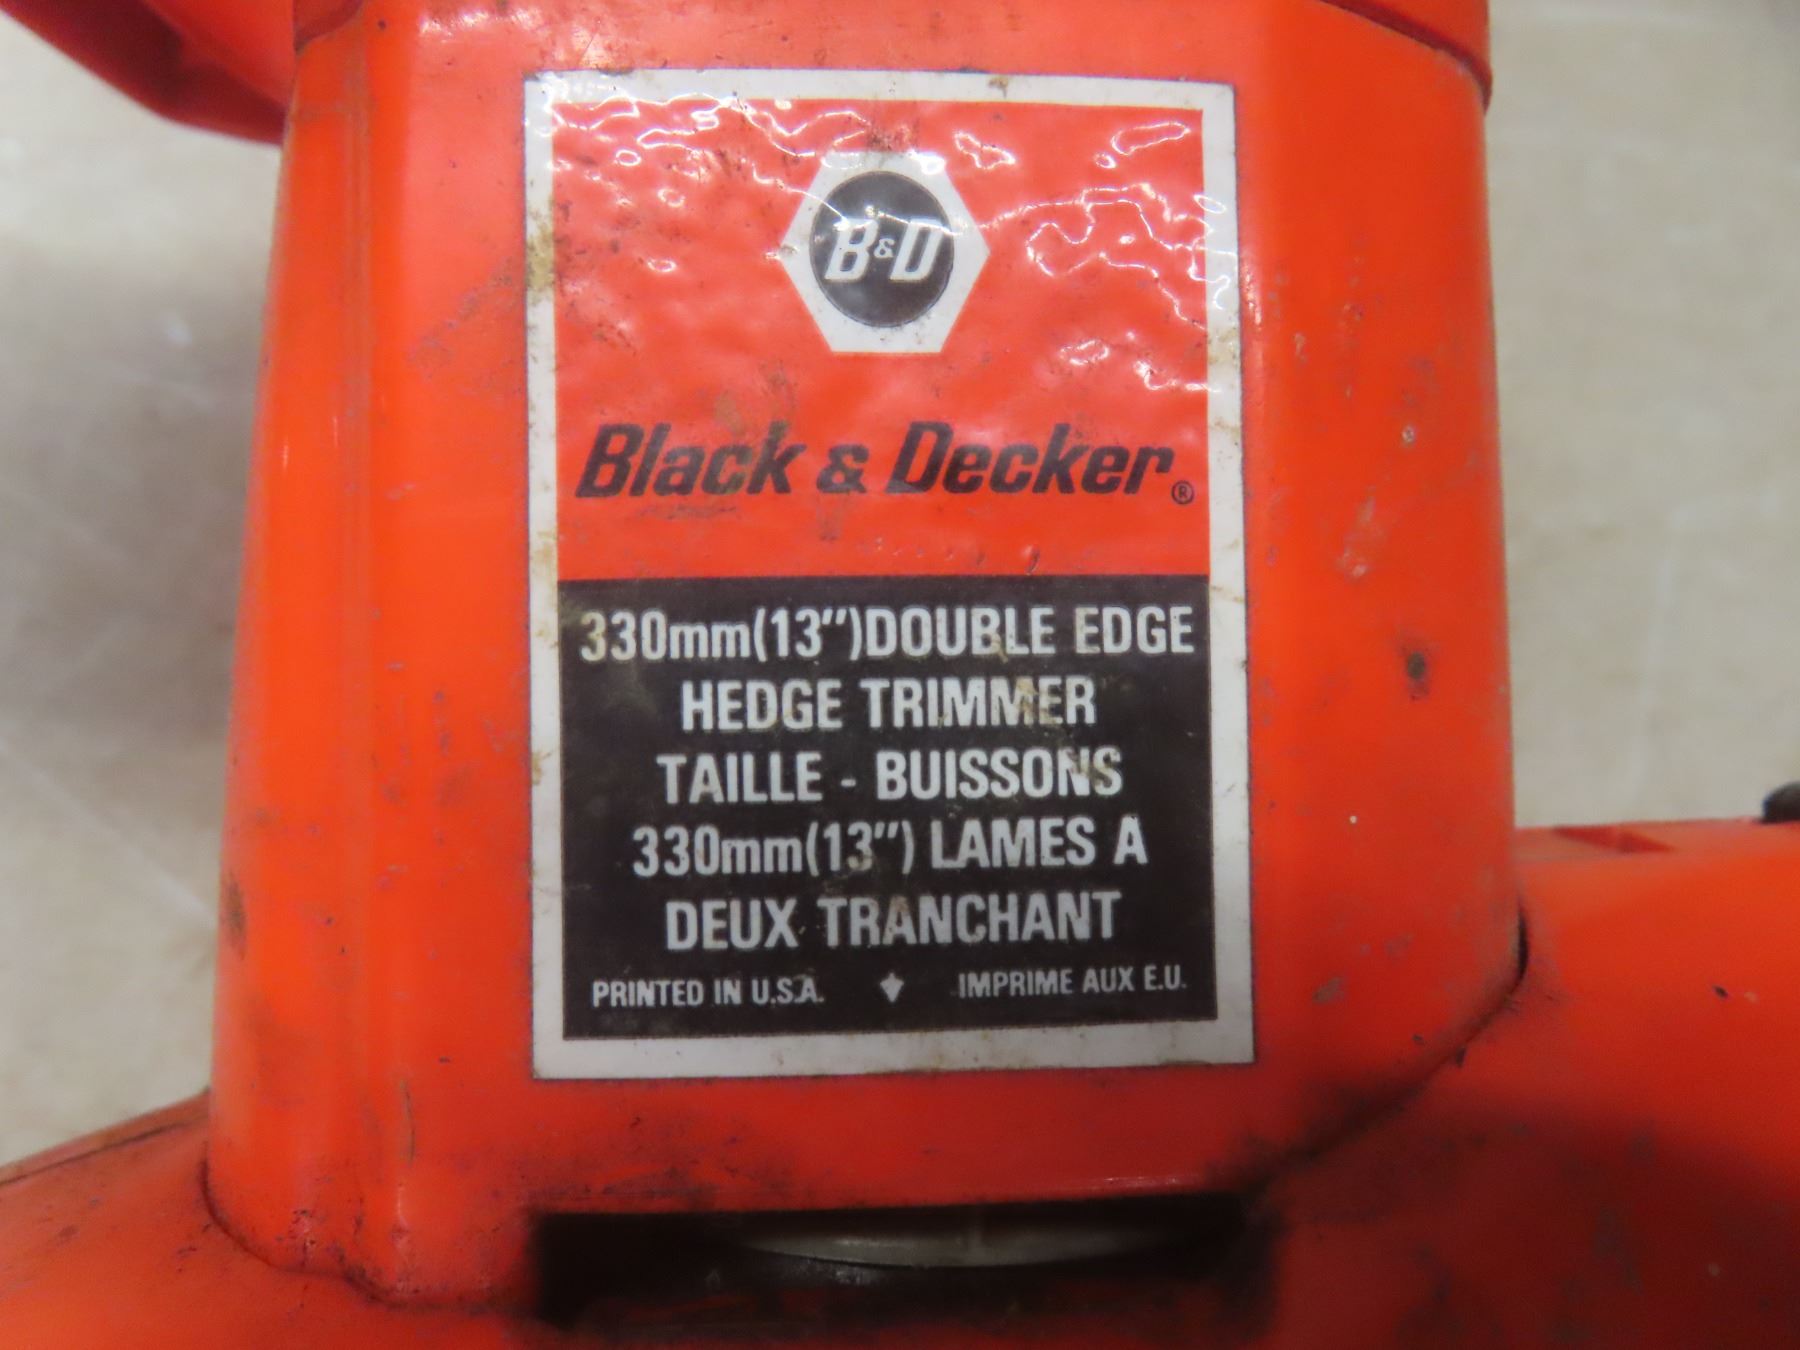 B&D
Black & Decker®
330mm(13")DOUBLE EDGE
HEDGE TRIMMER
TAILLE - BUISSONS
330mm(13") LAMES A
DEUX TRANCHANT
PRINTED IN U.S.A. IMPRIME AUX E.U.